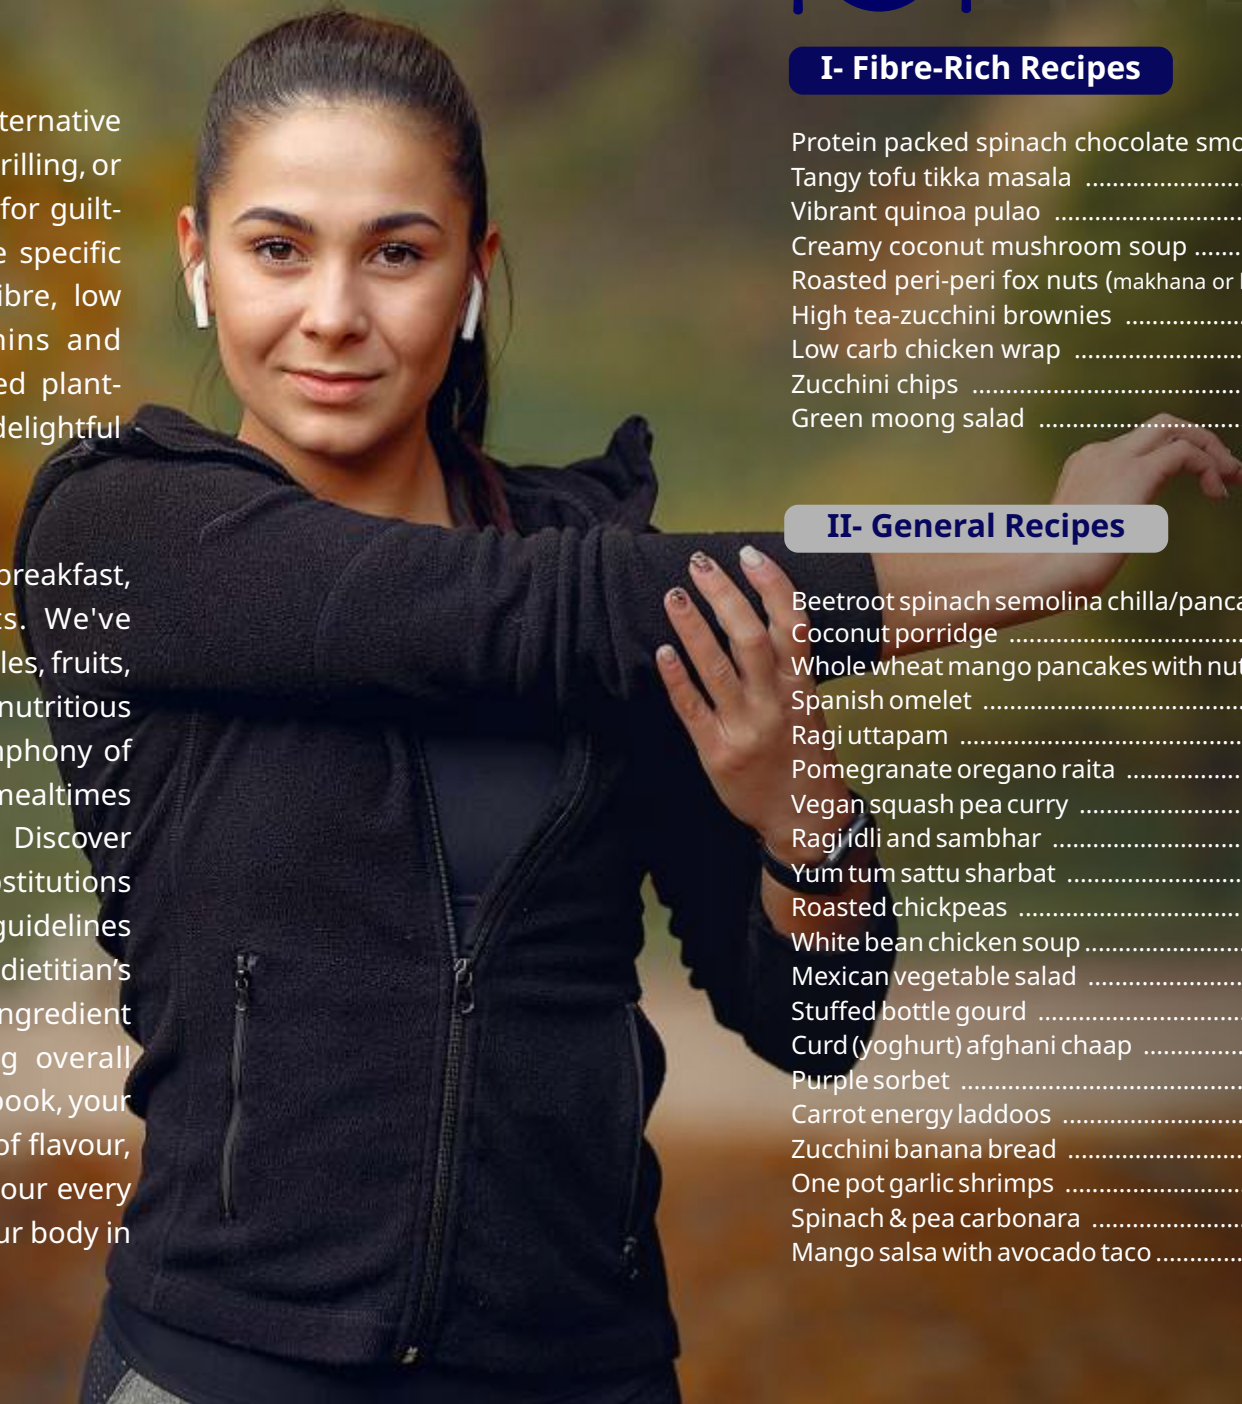 ternative
rilling, or
for guilt-
e specific
ibre, low
ins and
ed plant-
delightful
breakfast,
s. We've
les, fruits,
nutritious
phony of
mealtimes
Discover
stitutions
guidelines
dietitian’s
ngredient
g overall
book, your
of flavour,
our every
ur body in
I- Fibre-Rich Recipes
Protein packed spinach chocolate smo
Tangy tofu tikka masala ......................
Vibrant quinoa pulao ...........................
Creamy coconut mushroom soup .......
Roasted peri-peri fox nuts (makhana or
High tea-zucchini brownies .................
Low carb chicken wrap ........................
Zucchini chips .......................................
Green moong salad .............................
II- General Recipes
Beetroot spinach semolina chilla/panca
Coconut porridge ..................................
Whole wheat mango pancakes with nut
Spanish omelet ......................................
Ragi uttapam .........................................
Pomegranate oregano raita .................
Vegan squash pea curry .......................
Ragi idli and sambhar ...........................
Yum tum sattu sharbat .........................
Roasted chickpeas ................................
White bean chicken soup .......................
Mexican vegetable salad .......................
Stuffed bottle gourd ..............................
Curd (yoghurt) afghani chaap ...............
Purple sorbet .........................................
Carrot energy laddoos ...........................
Zucchini banana bread ..........................
One pot garlic shrimps ..........................
Spinach & pea carbonara ......................
Mango salsa with avocado taco .............